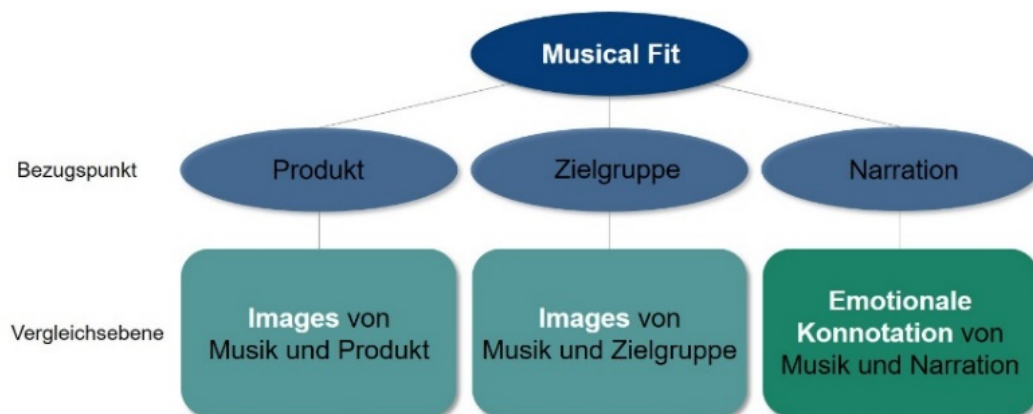 Musical Fit
Bezugspunkt
Produkt
Zielgruppe
Narration
Vergleichsebene
Images von
Musik und Produkt
Images von
Musik und Zielgruppe
Emotionale
Konnotation von
Musik und Narration